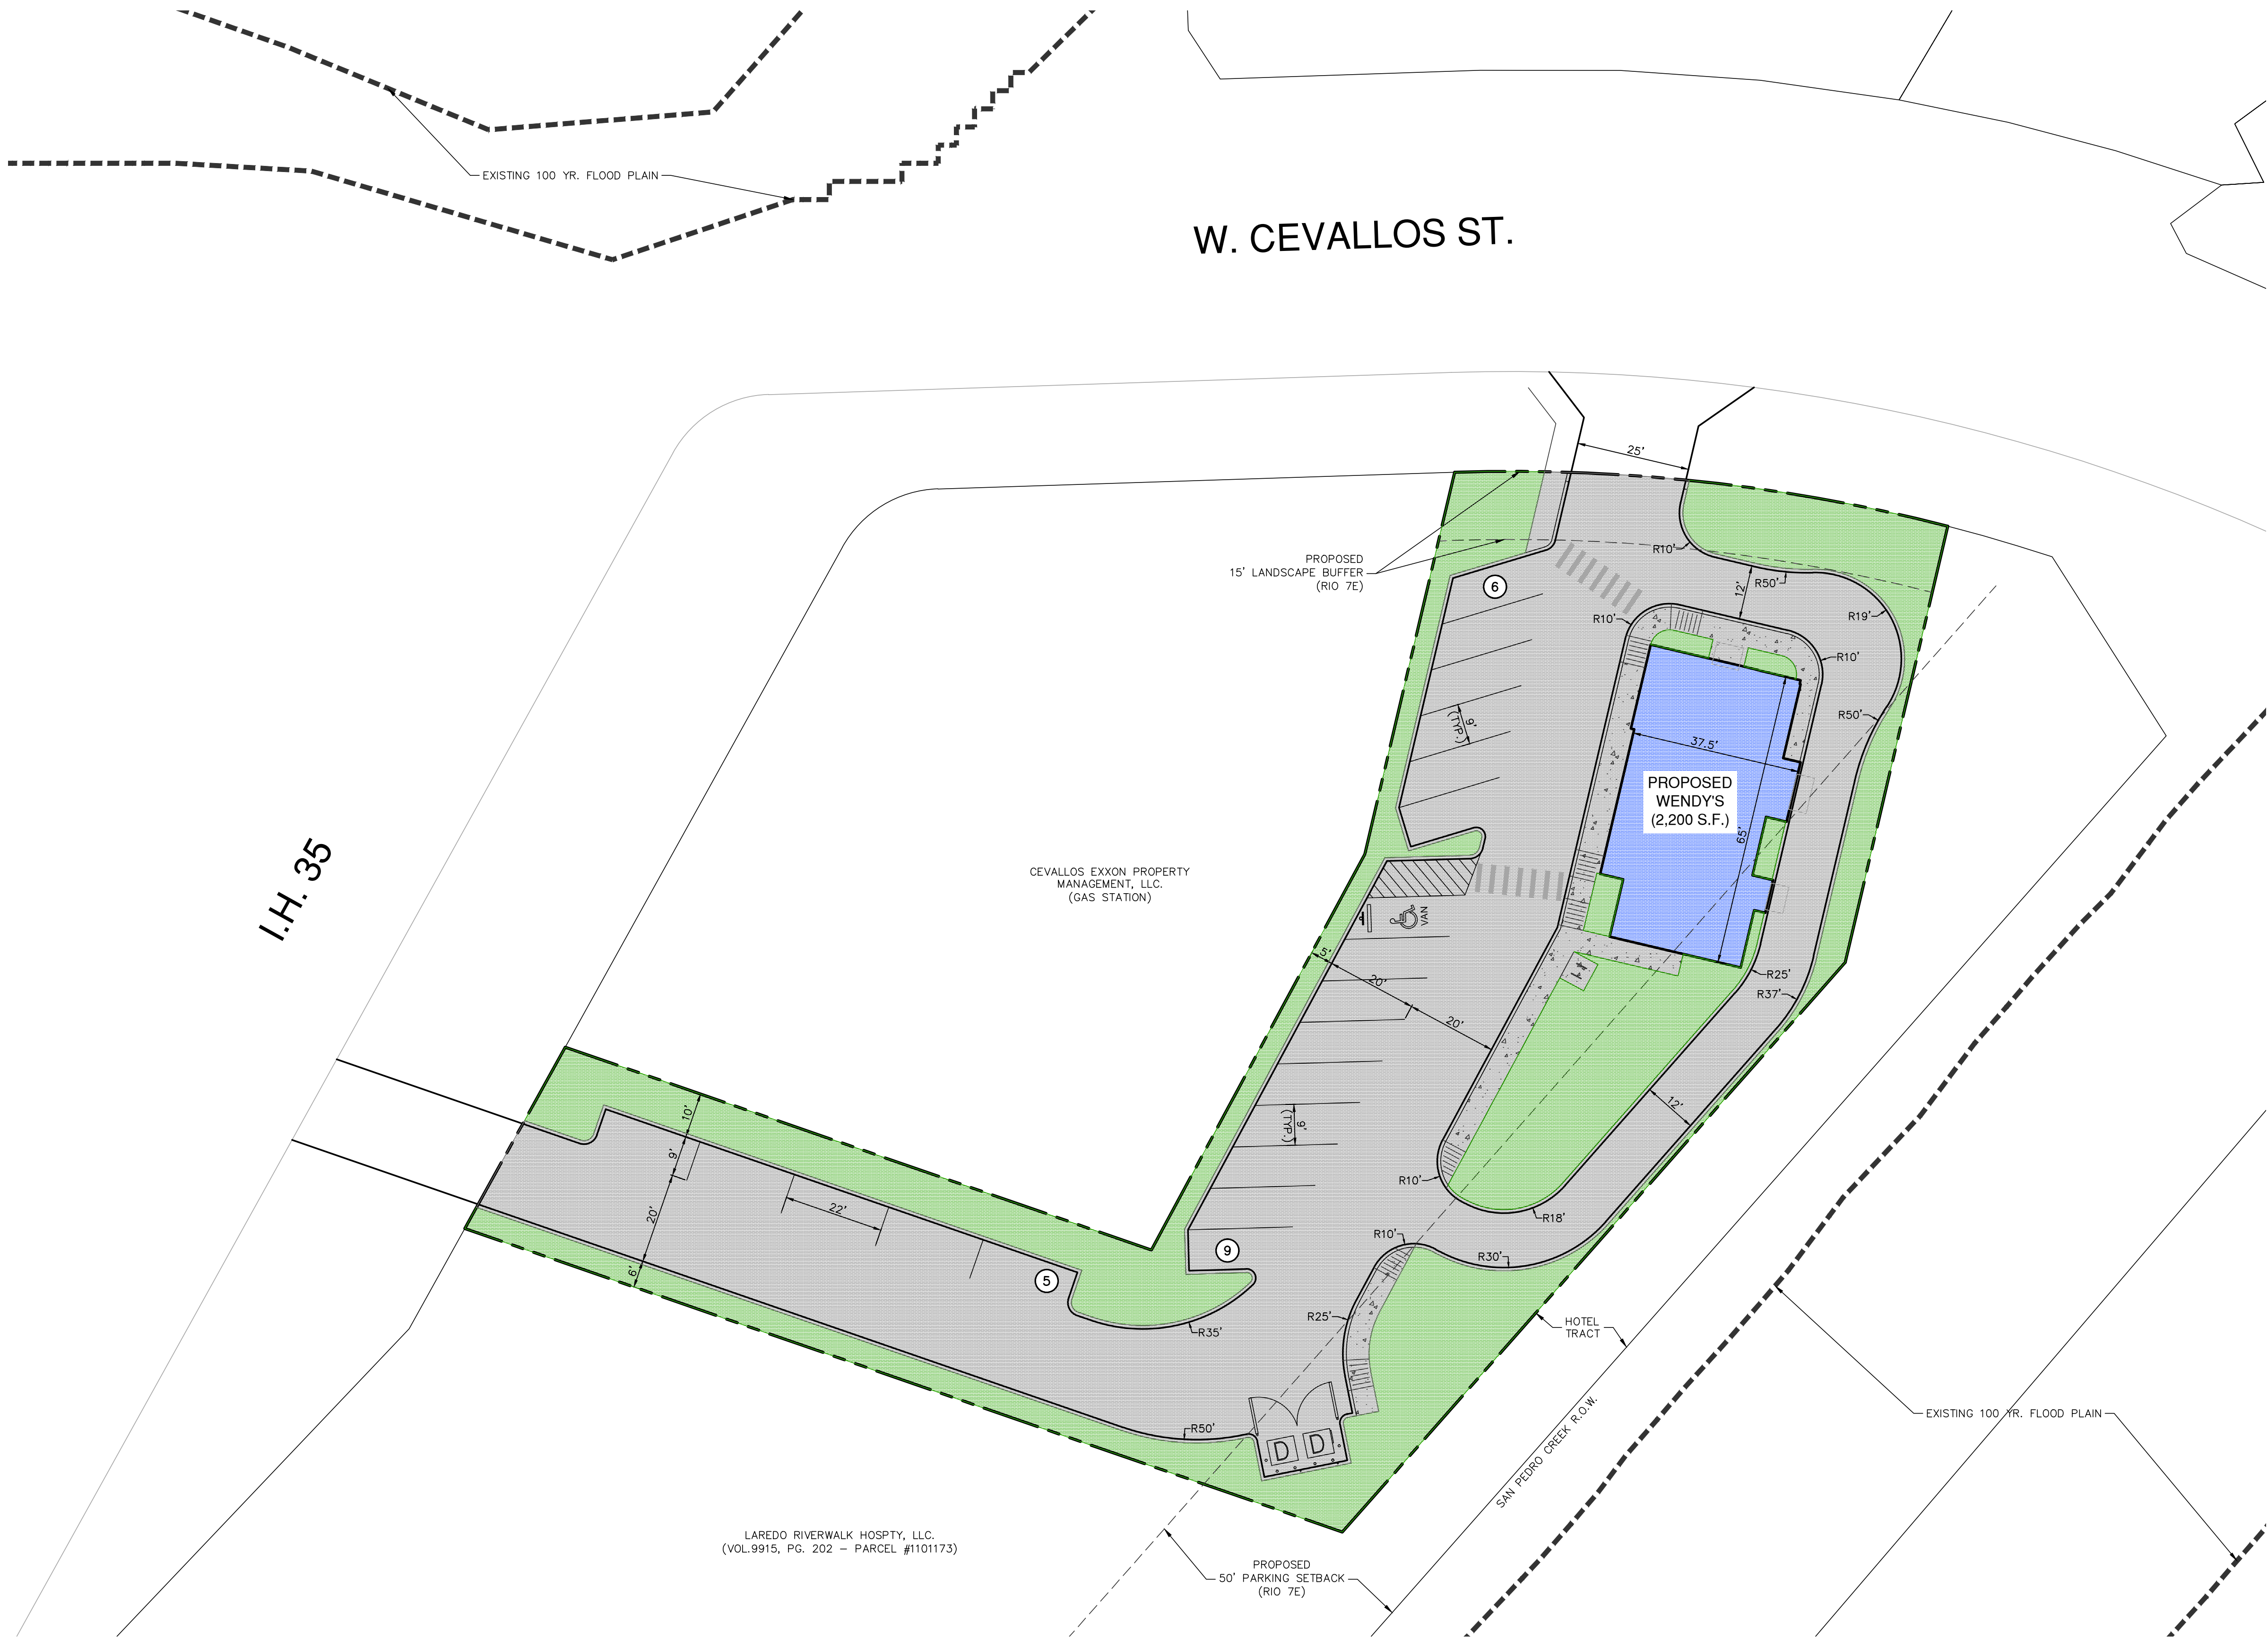 EXISTING 100 YR. FLOOD PLAIN
W. CEVALLOS ST.
25'
PROPOSED
15' LANDSCAPE BUFFER
(RIO 7E)
6
R10'
R50'
12'
R19'
R10'
R10'
R50'
9'
(TYP.)
37.5'
PROPOSED
WENDY'S
(2,200 S.F.)
65'
I.H. 35
CEVALLOS EXXON PROPERTY
MANAGEMENT, LLC.
(GAS STATION)
VAN
5'
20'
20'
R25'
R37'
10'
9'
20'
6'
22'
9'
(TYP.)
12'
R10'
R18'
R10'
R30'
9
5
R25'
R35'
HOTEL
TRACT
R50'
D D
SAN PEDRO CREEK R.O.W.
EXISTING 100 YR. FLOOD PLAIN
LAREDO RIVERWALK HOSPTY, LLC.
(VOL.9915, PG. 202 – PARCEL #1101173)
PROPOSED
50' PARKING SETBACK
(RIO 7E)